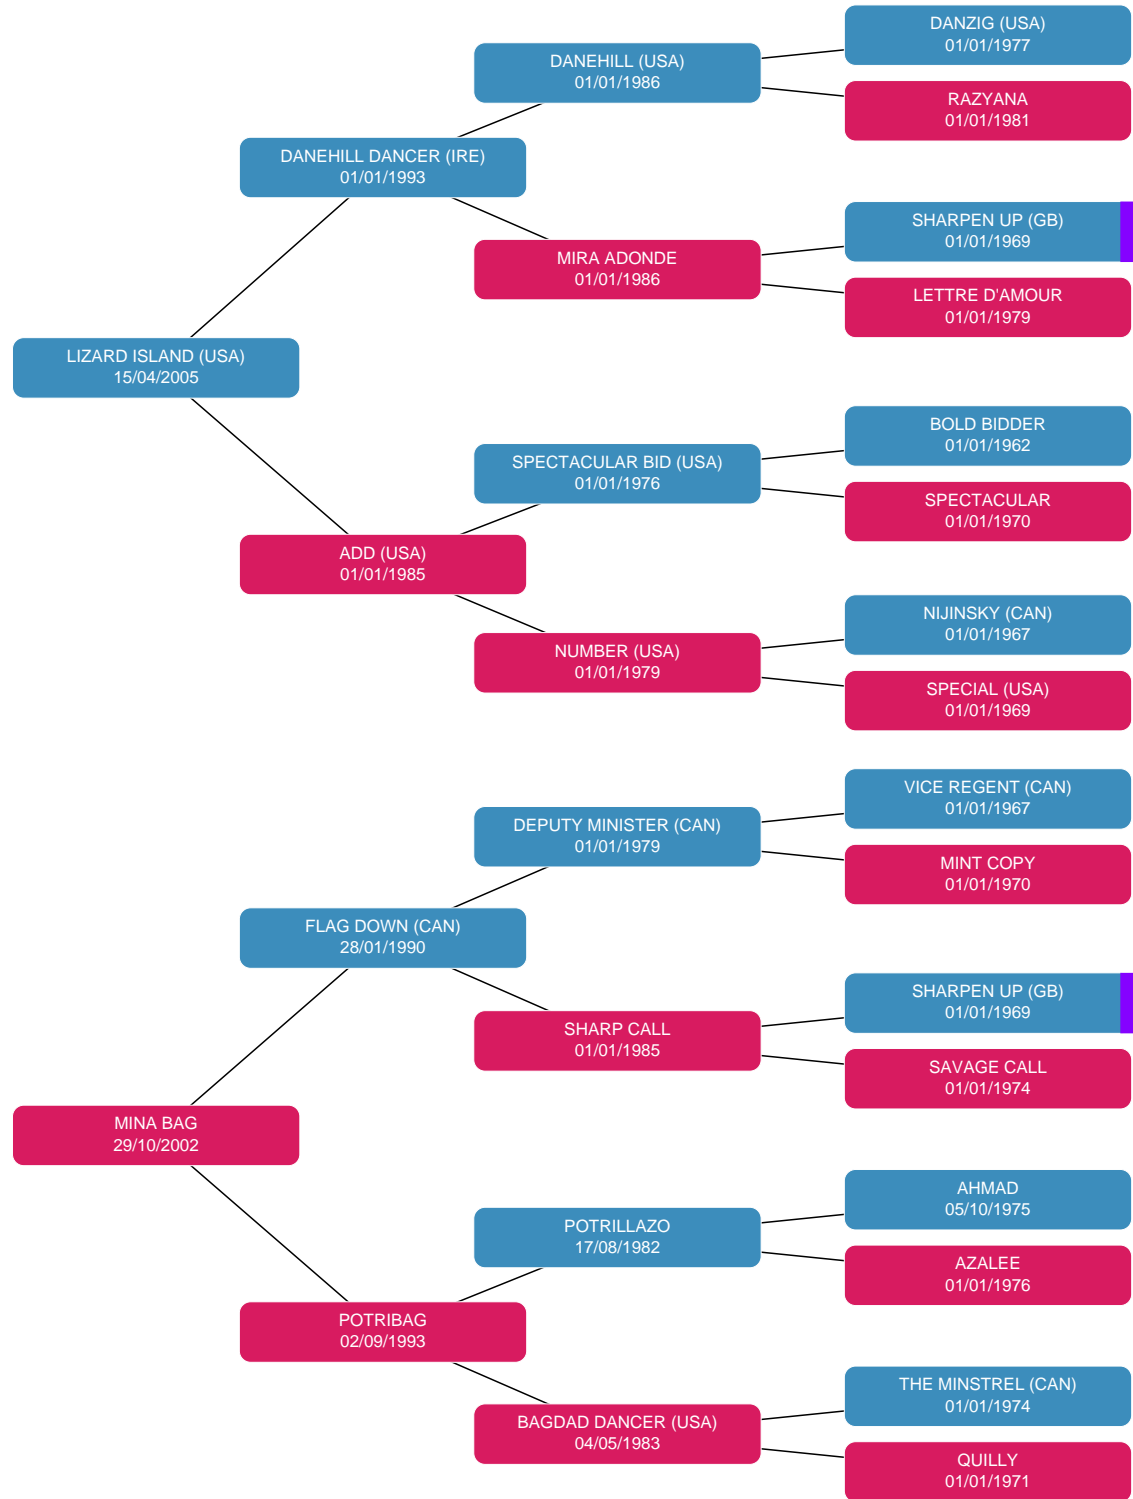 DANZIG (USA)
01/01/1977
DANEHILL (USA)
01/01/1986
RAZYANA
01/01/1981
DANEHILL DANCER (IRE)
01/01/1993
SHARPEN UP (GB)
01/01/1969
MIRA ADONDE
01/01/1986
LETTRE D'AMOUR
01/01/1979
LIZARD ISLAND (USA)
15/04/2005
BOLD BIDDER
01/01/1962
SPECTACULAR BID (USA)
01/01/1976
SPECTACULAR
01/01/1970
ADD (USA)
01/01/1985
NIJINSKY (CAN)
01/01/1967
NUMBER (USA)
01/01/1979
SPECIAL (USA)
01/01/1969
VICE REGENT (CAN)
01/01/1967
DEPUTY MINISTER (CAN)
01/01/1979
MINT COPY
01/01/1970
FLAG DOWN (CAN)
28/01/1990
SHARPEN UP (GB)
01/01/1969
SHARP CALL
01/01/1985
SAVAGE CALL
01/01/1974
MINA BAG
29/10/2002
AHMAD
05/10/1975
POTRILLAZO
17/08/1982
AZALEE
01/01/1976
POTRIBAG
02/09/1993
THE MINSTREL (CAN)
01/01/1974
BAGDAD DANCER (USA)
04/05/1983
QUILLY
01/01/1971